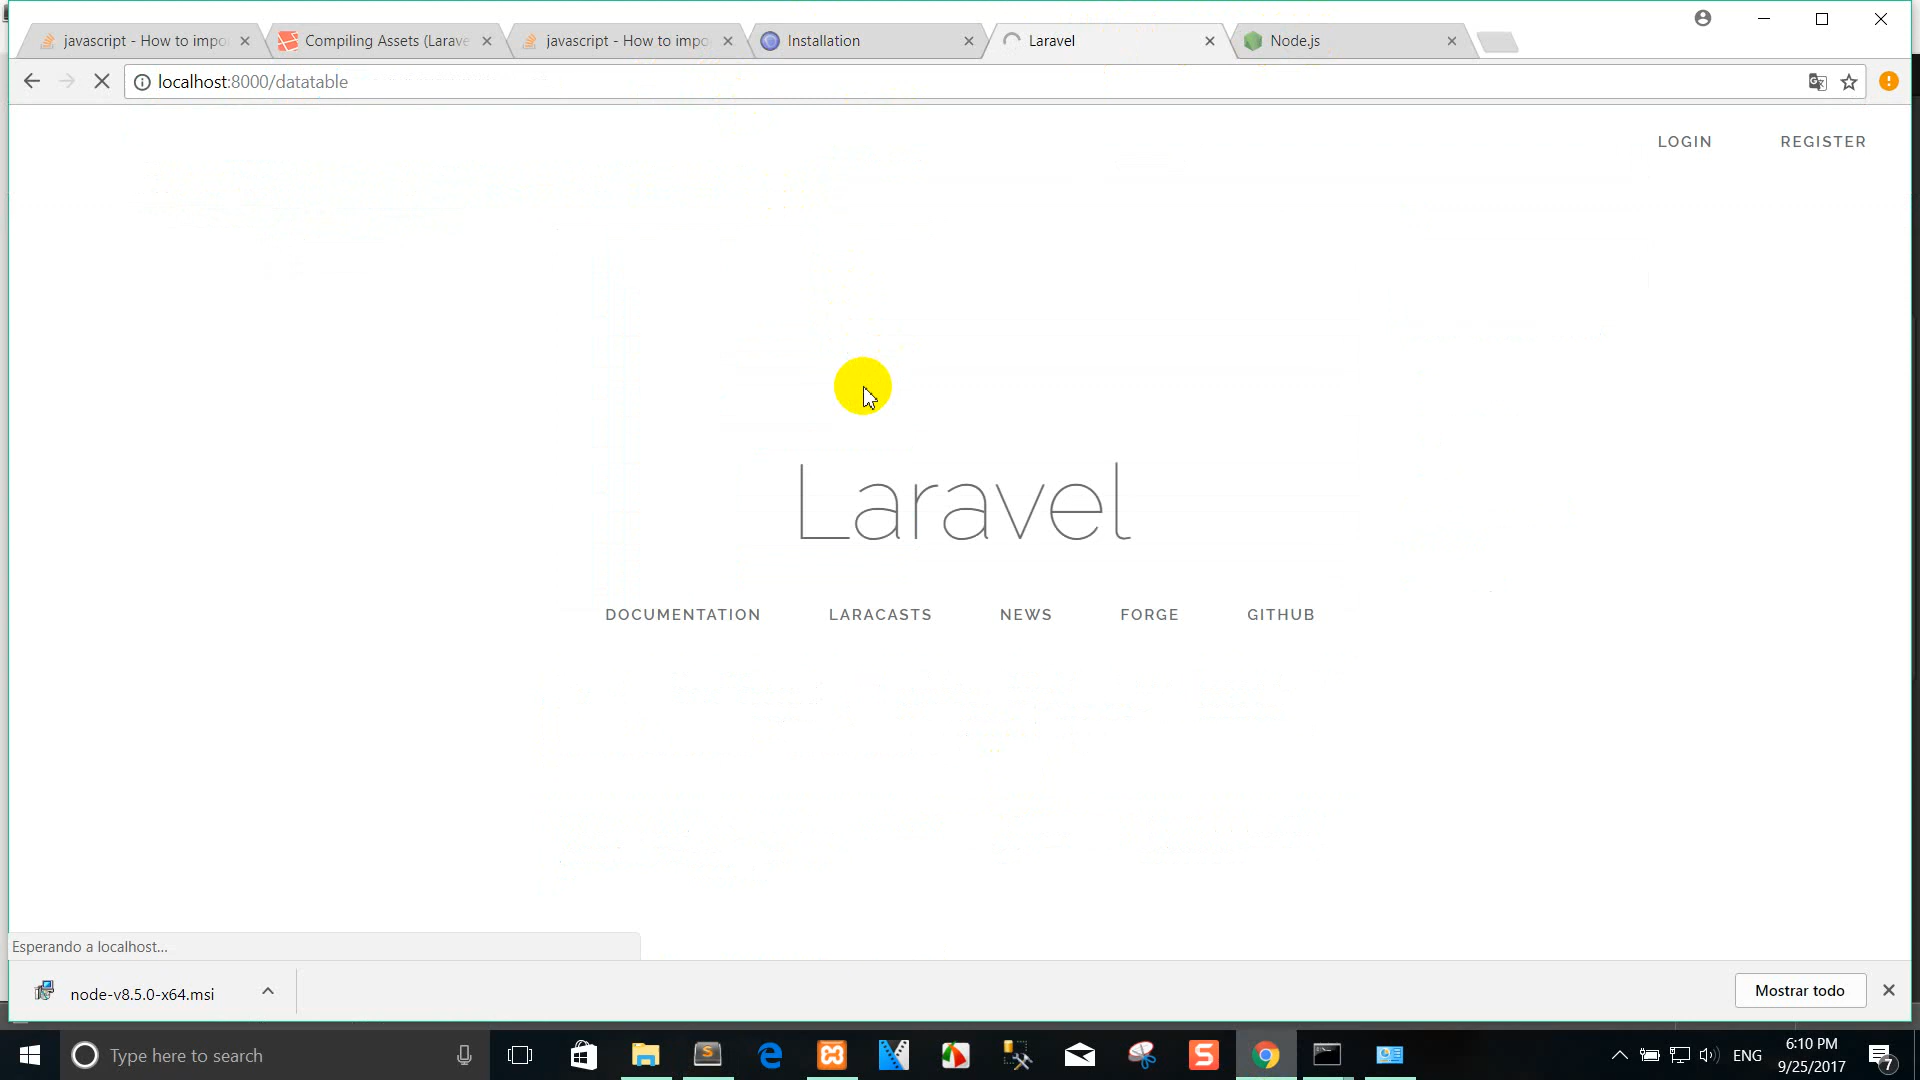 javascript - How to impo
Compiling Assets (Larave
javascript - How to impo
Installation
Laravel
Node.js
localhost:8000/datatable
LOGIN
REGISTER
Laravel
DOCUMENTATION
LARACASTS
NEWS
FORGE
GITHUB
Esperando a localhost...
node-v8.5.0-x64.msi
Mostrar todo
Type here to search
ENG
6:10 PM
9/25/2017
7